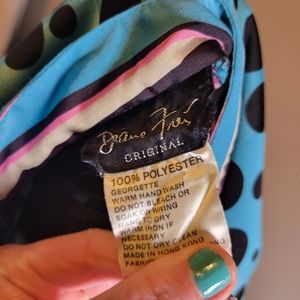 Diane Freis
ORIGINAL
100% POLYESTER
GEORGETTE
WARM HAND WASH
DO NOT BLEACH OR
SOAK OR WRING
HANG TO DRY
WARM IRON IF
NECESSARY
DO NOT DRY CLEAN
MADE IN HONG KONG
FABRIC